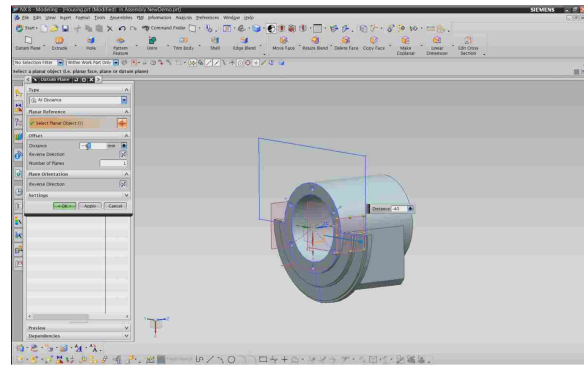 NX 8 - Modeling - [Housing.prt (Modified) in Assembly NewDemo.prt]
SIEMENS
File Edit View Insert Format Tools Assemblies PMI Information Analysis Preferences Window Help
Start
Command Finder
Datum Plane
Extrude
Hole
Pattern Feature
Unite
Trim Body
Shell
Edge Blend
Move Face
Resize Blend
Delete Face
Copy Face
Make Coplanar
Linear Dimension
Edit Cross Section
No Selection Filter
Within Work Part Only
Select a planar object (i.e. planar face, plane or datum plane)
Datum Plane
Type
At Distance
Planar Reference
Select Planar Object (1)
Offset
Distance
mm
Reverse Direction
Number of Planes
1
Plane Orientation
Reverse Direction
Settings
OK
Apply
Cancel
Distance -40
Preview
Dependencies